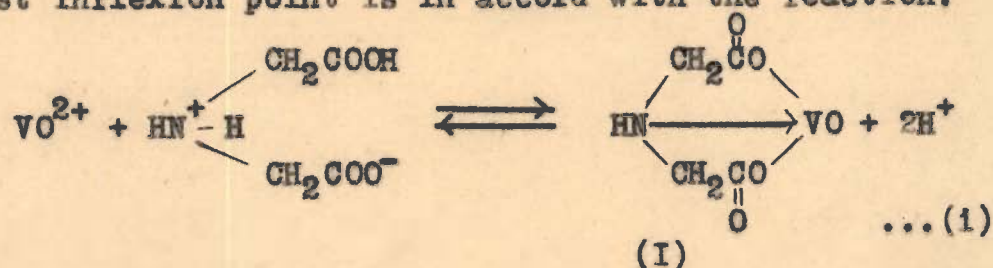 st inflexion point is in accord with the reaction.
O
CH2COOH CH2CO
VO2+ + HN+ - H ⇌ HN → VO + 2H+
CH2COO- CH2CO
O
...(1)
(I)